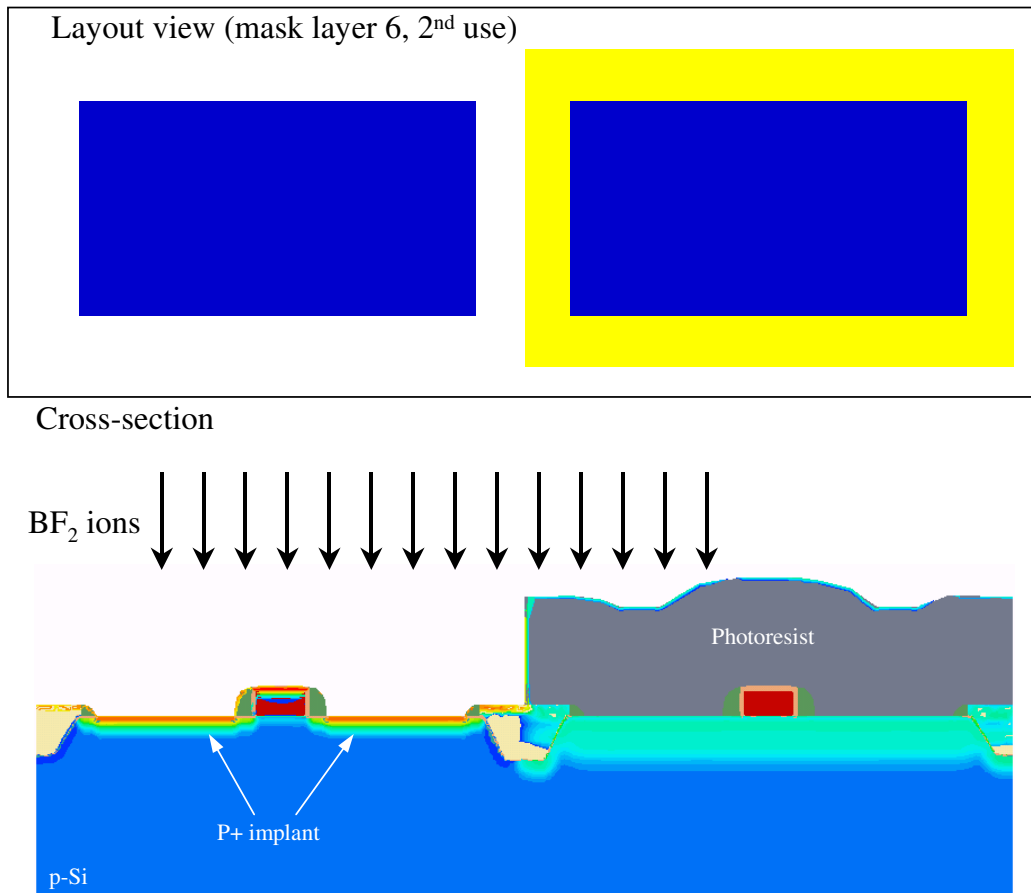 Layout view (mask layer 6, 2nd use)
Cross-section
BF2 ions
Photoresist
P+ implant
p-Si